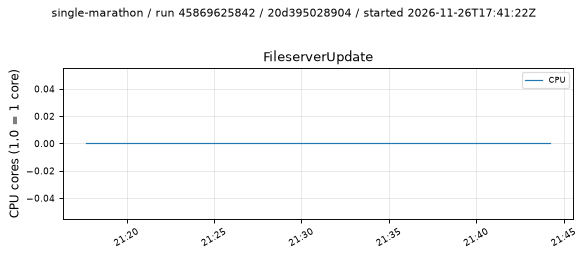 single-marathon / run 45869625842 / 20d395028904 / started 2026-11-26T17:41:22Z
FileserverUpdate
CPU cores (1.0 = 1 core)
0.04
0.02
0.00
−0.02
−0.04
CPU
21:20
21:25
21:30
21:35
21:40
21:45